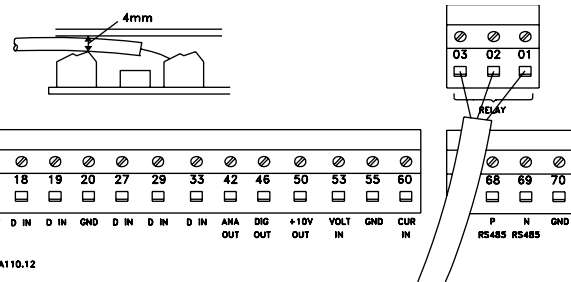 4mm
03 02 01
RELAY
18 19 20 27 29 33 42 46 50 53 55 60 68 69 70
D IN D IN GND D IN D IN D IN ANA OUT DIG OUT +10V OUT VOLT IN GND CUR IN P RS485 N RS485 GND
A110.12